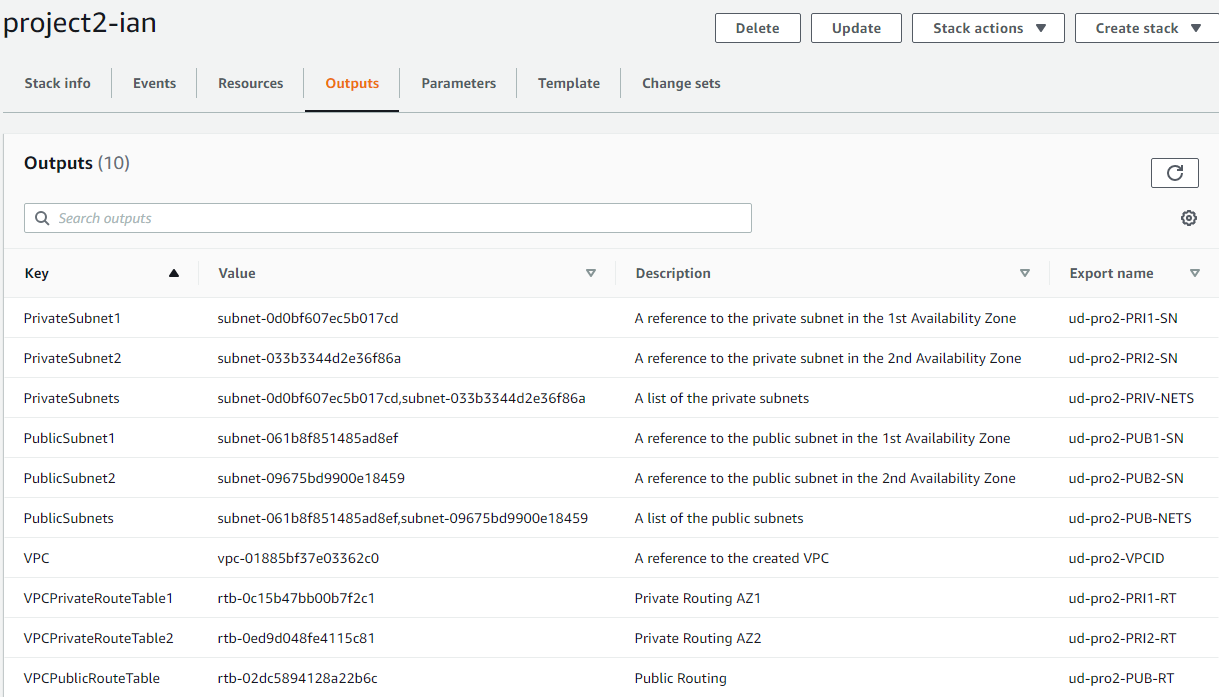 project2-ian
Delete Update Stack actions Create stack
Stack info Events Resources Outputs Parameters Template Change sets
Outputs (10)
Search outputs
Key Value Description Export name
PrivateSubnet1 subnet-0d0bf607ec5b017cd A reference to the private subnet in the 1st Availability Zone ud-pro2-PRI1-SN
PrivateSubnet2 subnet-033b3344d2e36f86a A reference to the private subnet in the 2nd Availability Zone ud-pro2-PRI2-SN
PrivateSubnets subnet-0d0bf607ec5b017cd,subnet-033b3344d2e36f86a A list of the private subnets ud-pro2-PRIV-NETS
PublicSubnet1 subnet-061b8f851485ad8ef A reference to the public subnet in the 1st Availability Zone ud-pro2-PUB1-SN
PublicSubnet2 subnet-09675bd9900e18459 A reference to the public subnet in the 2nd Availability Zone ud-pro2-PUB2-SN
PublicSubnets subnet-061b8f851485ad8ef,subnet-09675bd9900e18459 A list of the public subnets ud-pro2-PUB-NETS
VPC vpc-01885bf37e03362c0 A reference to the created VPC ud-pro2-VPCID
VPCPrivateRouteTable1 rtb-0c15b47bb00b7f2c1 Private Routing AZ1 ud-pro2-PRI1-RT
VPCPrivateRouteTable2 rtb-0ed9d048fe4115c81 Private Routing AZ2 ud-pro2-PRI2-RT
VPCPublicRouteTable rtb-02dc5894128a22b6c Public Routing ud-pro2-PUB-RT